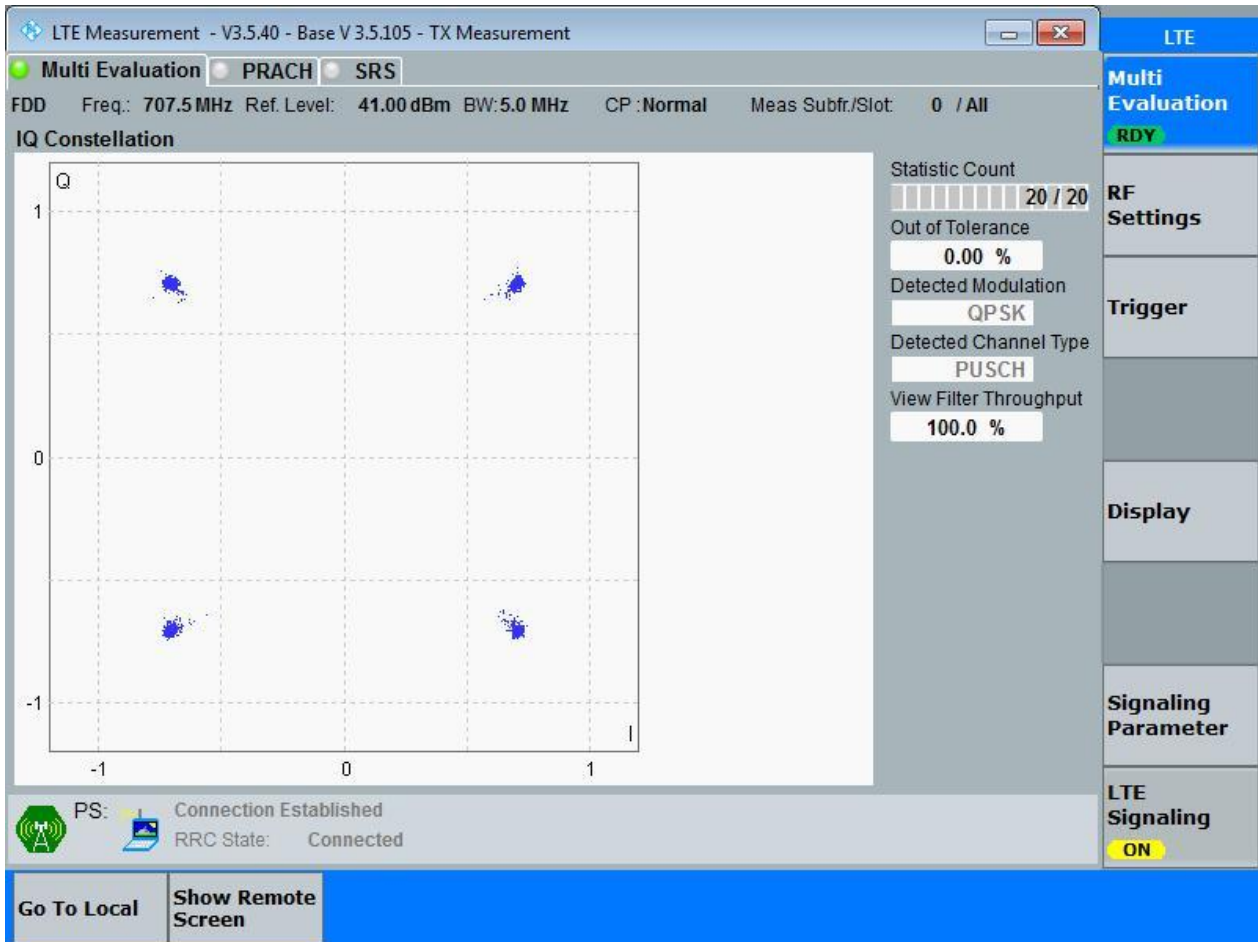 LTE Measurement - V3.5.40 - Base V 3.5.105 - TX Measurement
LTE
Multi Evaluation PRACH SRS
Multi
Evaluation
RDY
FDD Freq.: 707.5 MHz Ref. Level: 41.00 dBm BW: 5.0 MHz CP : Normal Meas Subfr./Slot: 0 / All
IQ Constellation
Q
1
0
-1
I
-1 0 1
Statistic Count
20 / 20
Out of Tolerance
0.00 %
Detected Modulation
QPSK
Detected Channel Type
PUSCH
View Filter Throughput
100.0 %
RF
Settings
Trigger
Display
Signaling
Parameter
LTE
Signaling
ON
PS: Connection Established
RRC State: Connected
Go To Local
Show Remote
Screen